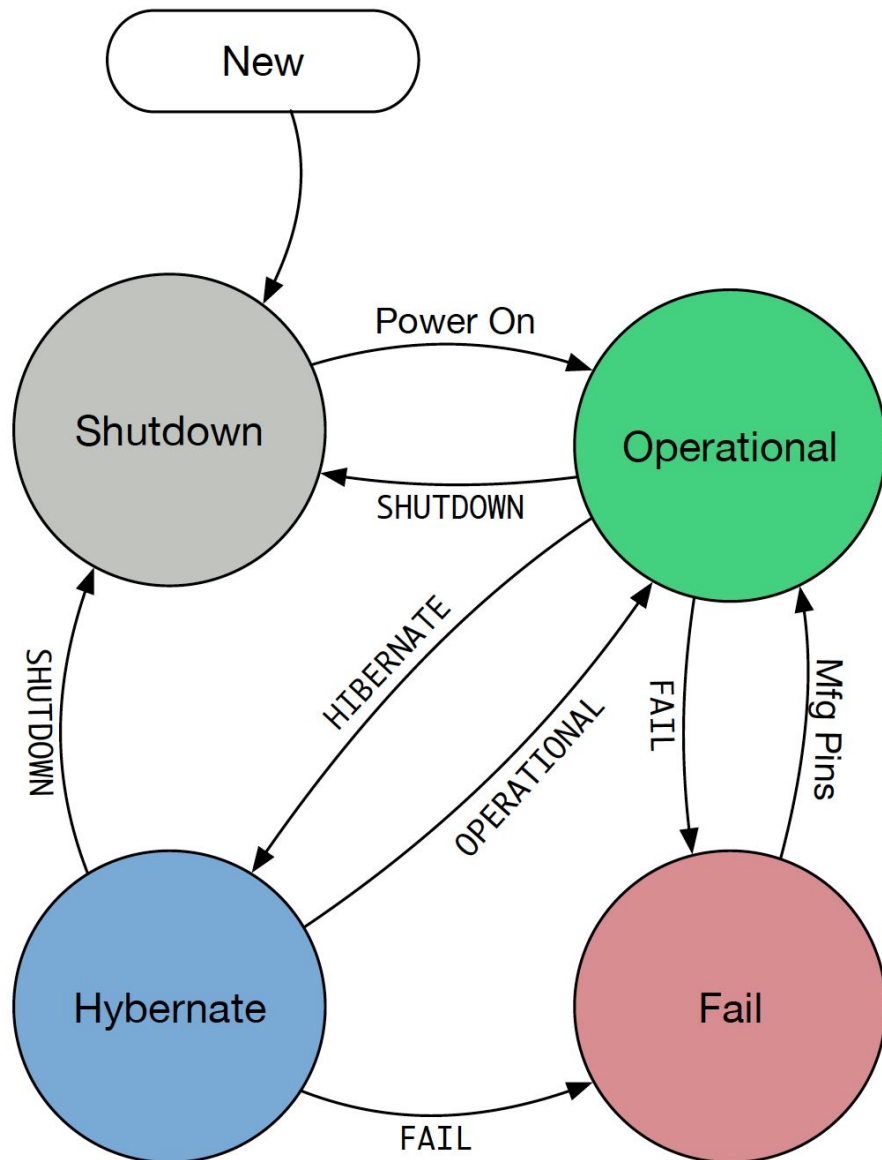 New
Power On
Shutdown
Operational
SHUTDOWN
HIBERNATE
OPERATIONAL
FAIL
Mfg Pins
SHUTDOWN
Hybernate
Fail
FAIL